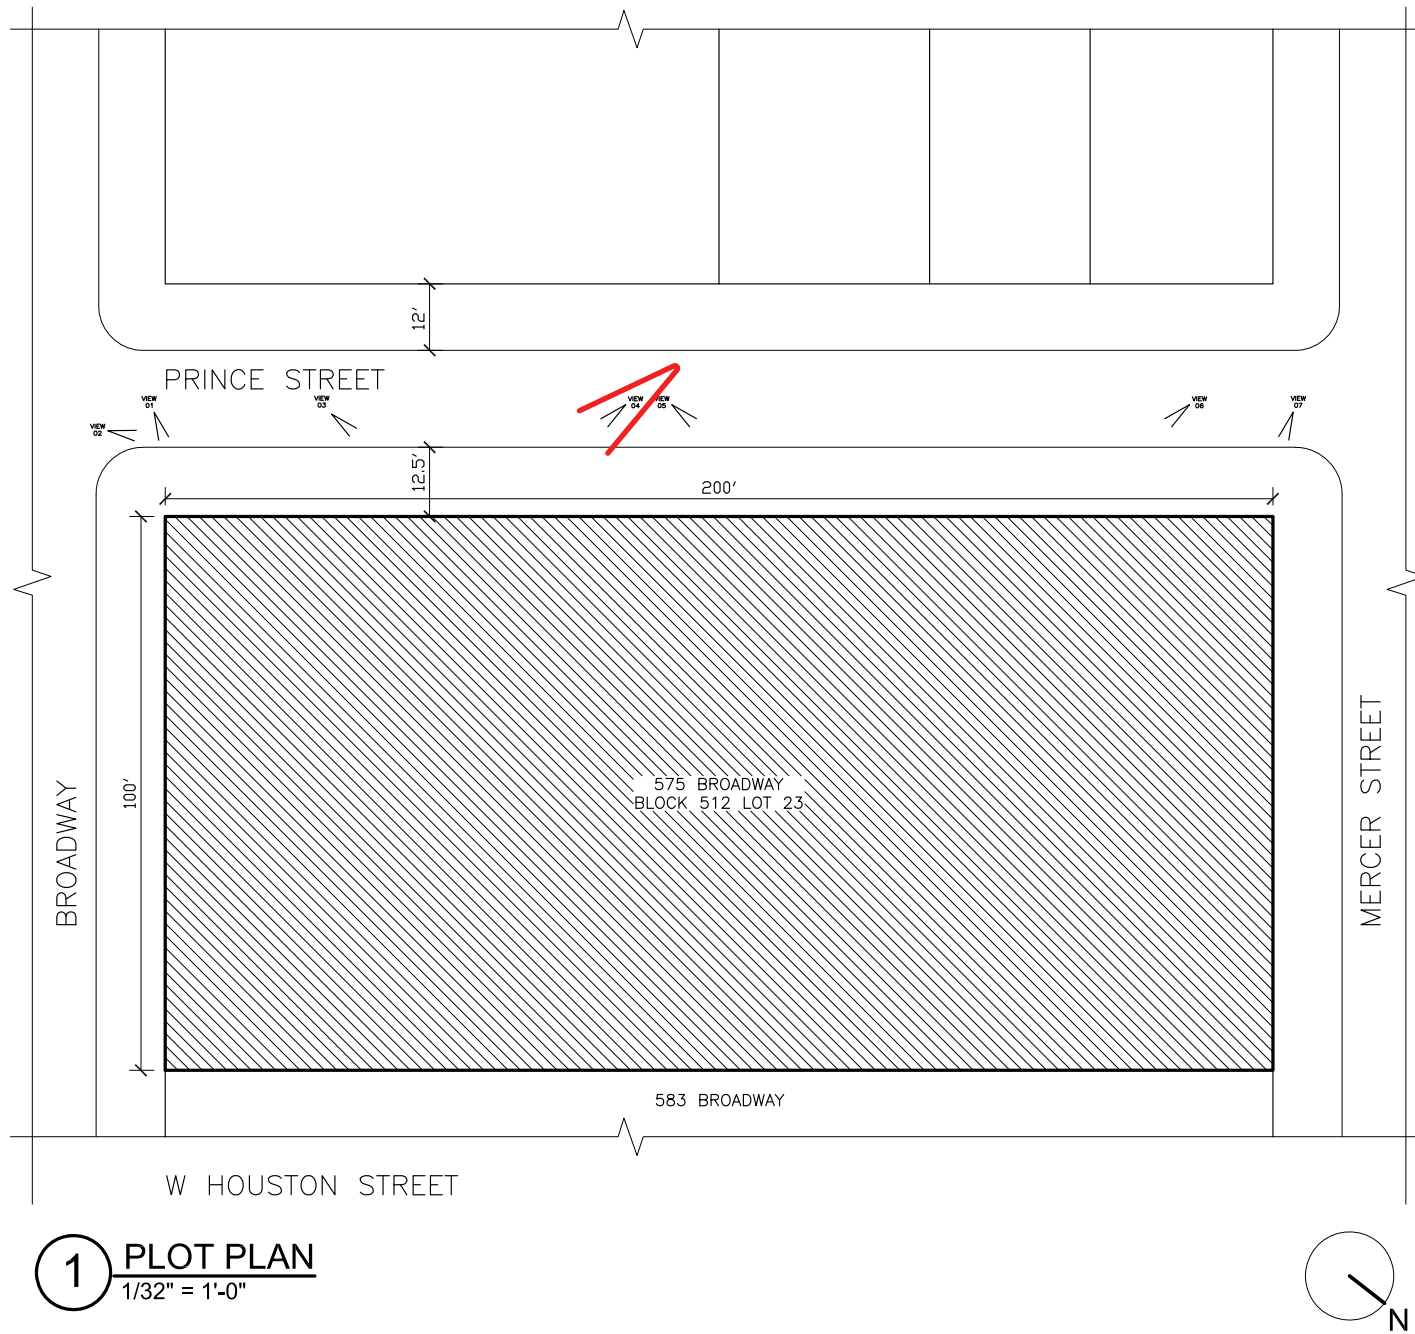 12'
PRINCE STREET
VIEW
01
VIEW
02
VIEW
03
VIEW
04
VIEW
05
VIEW
06
VIEW
07
12.5'
200'
100'
575 BROADWAY
BLOCK 512 LOT 23
BROADWAY
MERCER STREET
583 BROADWAY
W HOUSTON STREET
1
PLOT PLAN
1/32" = 1'-0"
N